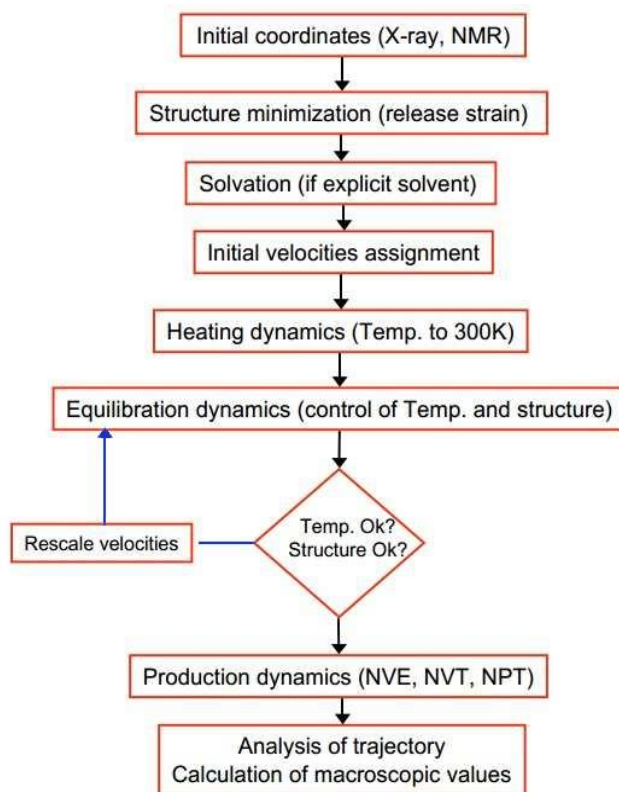 Initial coordinates (X-ray, NMR)
Structure minimization (release strain)
Solvation (if explicit solvent)
Initial velocities assignment
Heating dynamics (Temp. to 300K)
Equilibration dynamics (control of Temp. and structure)
Temp. Ok?
Structure Ok?
Rescale velocities
Production dynamics (NVE, NVT, NPT)
Analysis of trajectory
Calculation of macroscopic values